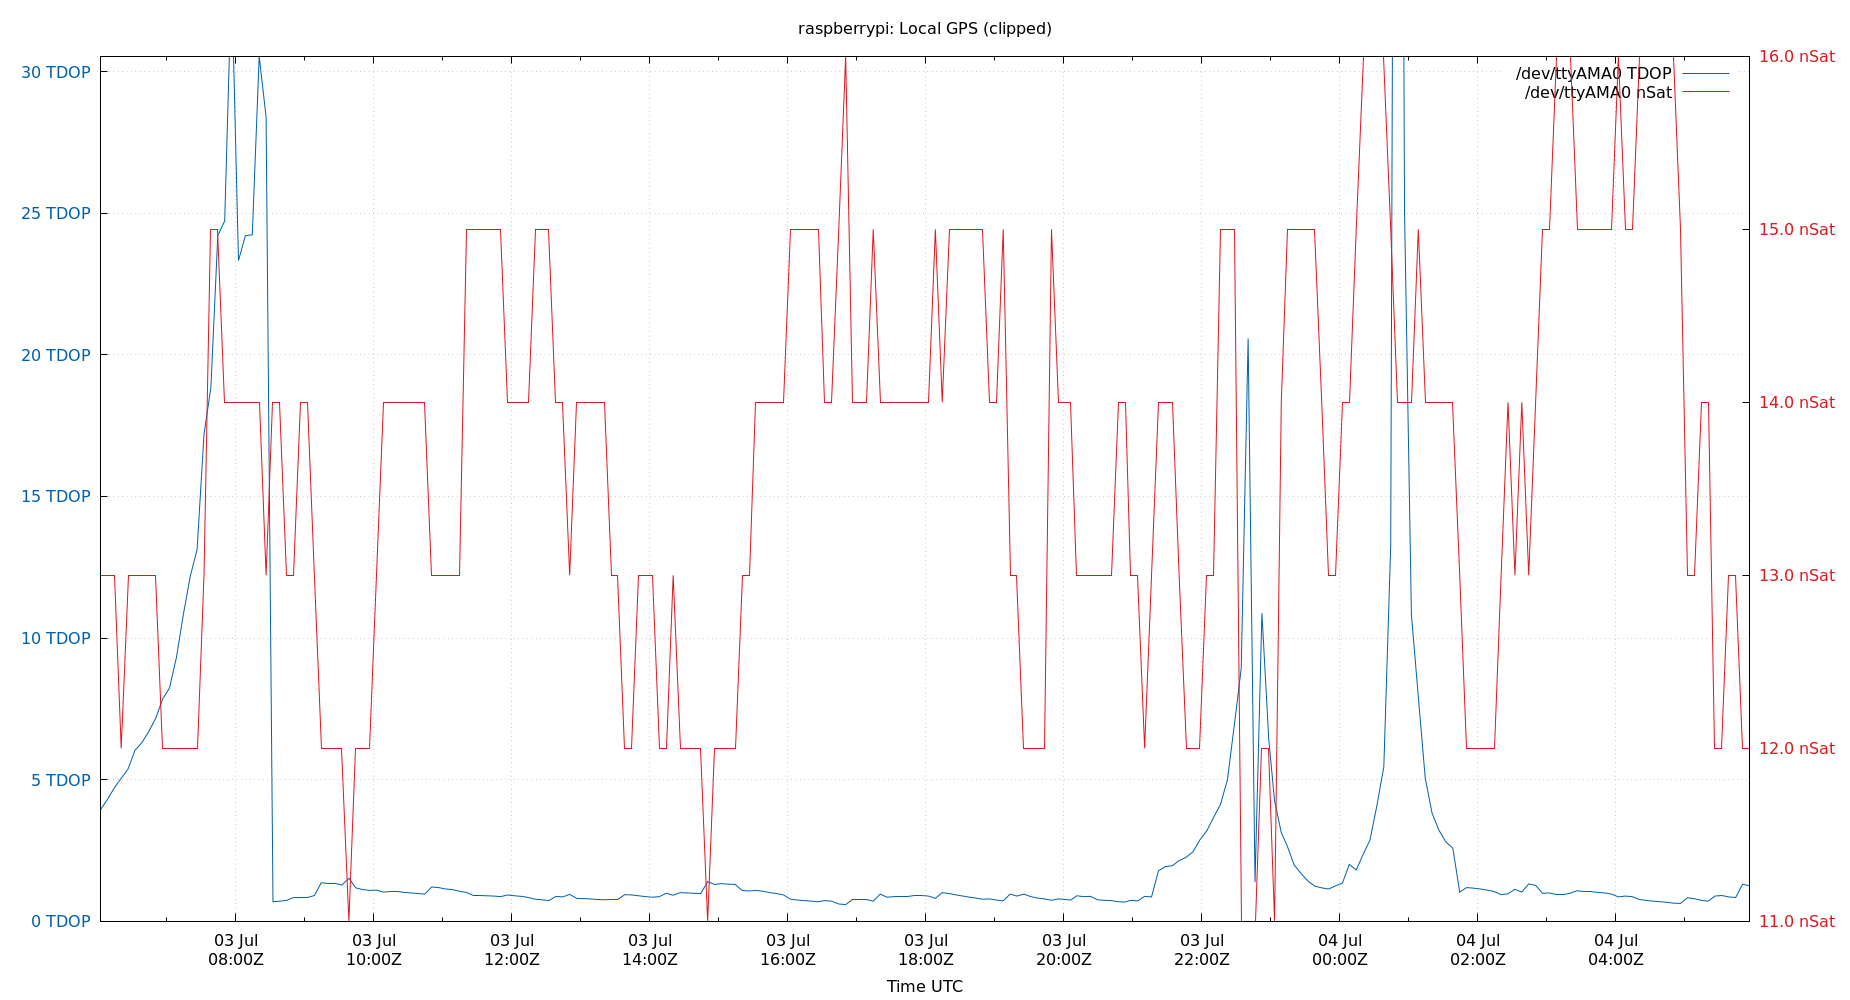 raspberrypi: Local GPS (clipped)
30 TDOP
25 TDOP
20 TDOP
15 TDOP
10 TDOP
5 TDOP
0 TDOP
16.0 nSat
15.0 nSat
14.0 nSat
13.0 nSat
12.0 nSat
11.0 nSat
/dev/ttyAMA0 TDOP
/dev/ttyAMA0 nSat
03 Jul
08:00Z
03 Jul
10:00Z
03 Jul
12:00Z
03 Jul
14:00Z
03 Jul
16:00Z
03 Jul
18:00Z
03 Jul
20:00Z
03 Jul
22:00Z
04 Jul
00:00Z
04 Jul
02:00Z
04 Jul
04:00Z
Time UTC